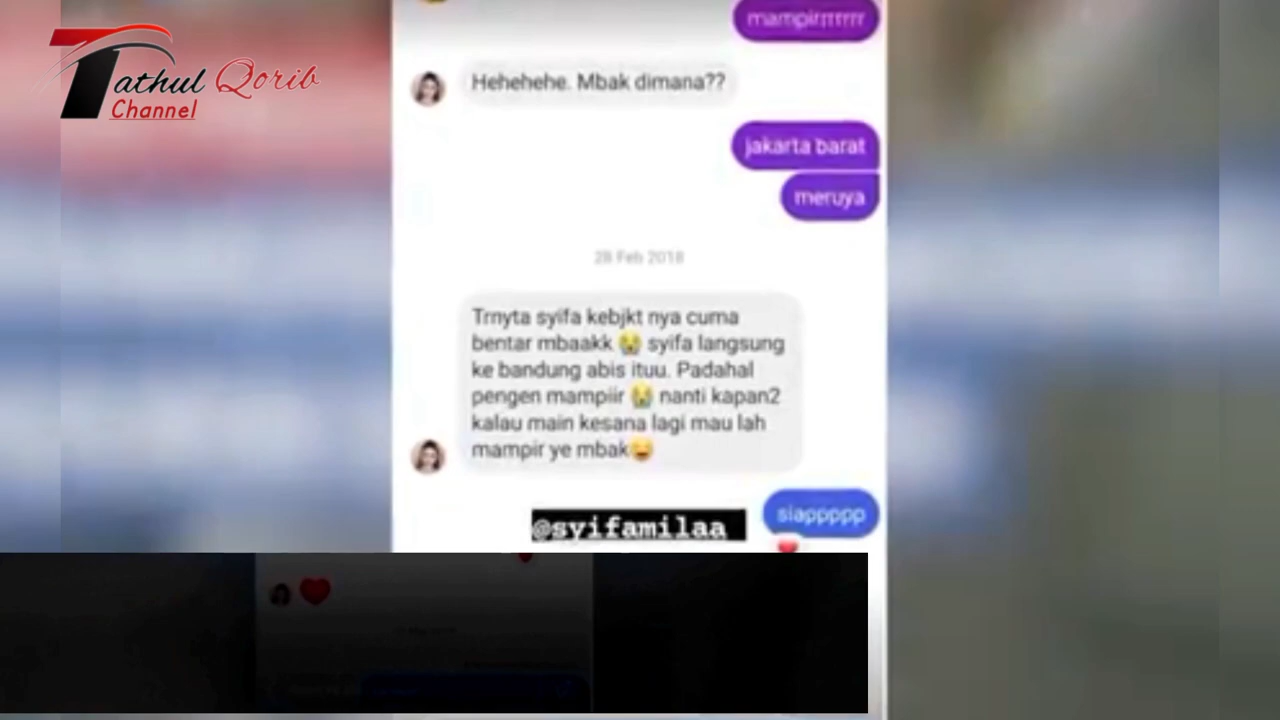 Tathul Qorib
Channel
mampirrrrrr
Hehehehe. Mbak dimana??
jakarta barat
meruya
28 Feb 2018
Trnyta syifa kebjkt nya cuma
bentar mbaakk 😭 syifa langsung
ke bandung abis ituu. Padahal
pengen mampiir 😭 nanti kapan2
kalau main kesana lagi mau lah
mampir ye mbak😄
siappppp
@syifamilaa